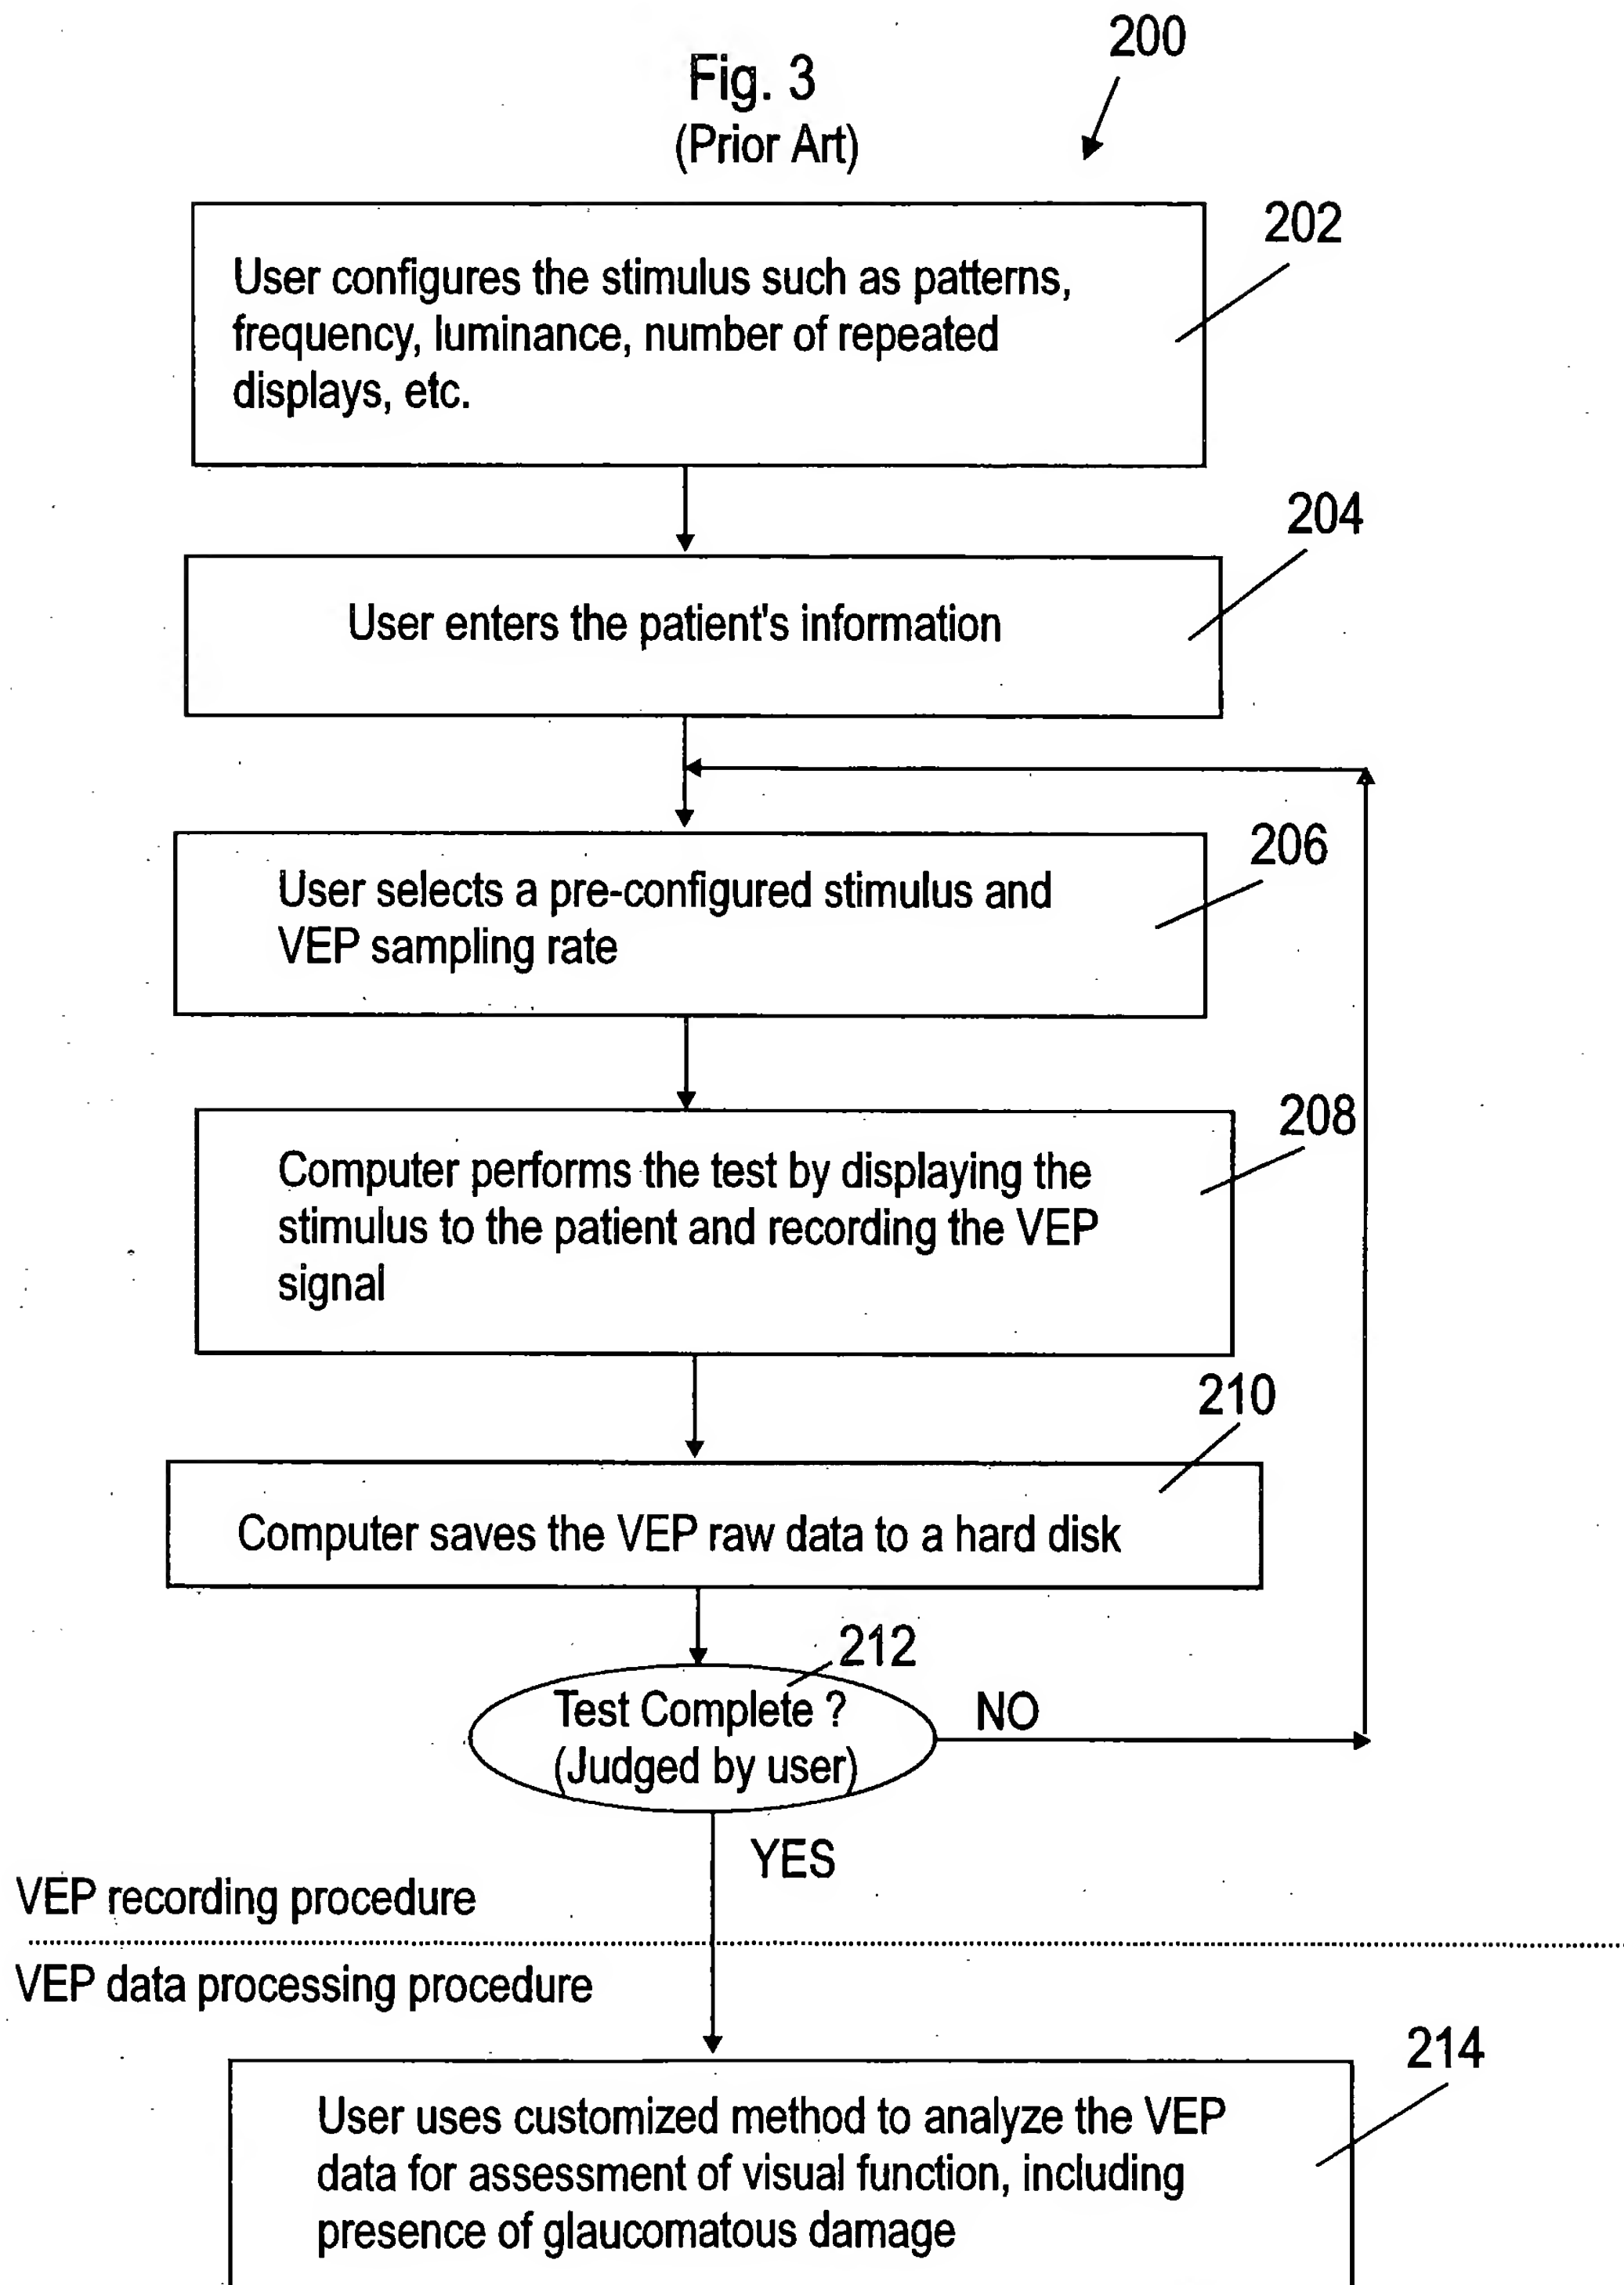 Fig. 3
(Prior Art)
200
202
User configures the stimulus such as patterns,
frequency, luminance, number of repeated
displays, etc.
204
User enters the patient's information
206
User selects a pre-configured stimulus and
VEP sampling rate
208
Computer performs the test by displaying the
stimulus to the patient and recording the VEP
signal
210
Computer saves the VEP raw data to a hard disk
212
Test Complete ?
(Judged by user)
NO
YES
VEP recording procedure
VEP data processing procedure
214
User uses customized method to analyze the VEP
data for assessment of visual function, including
presence of glaucomatous damage